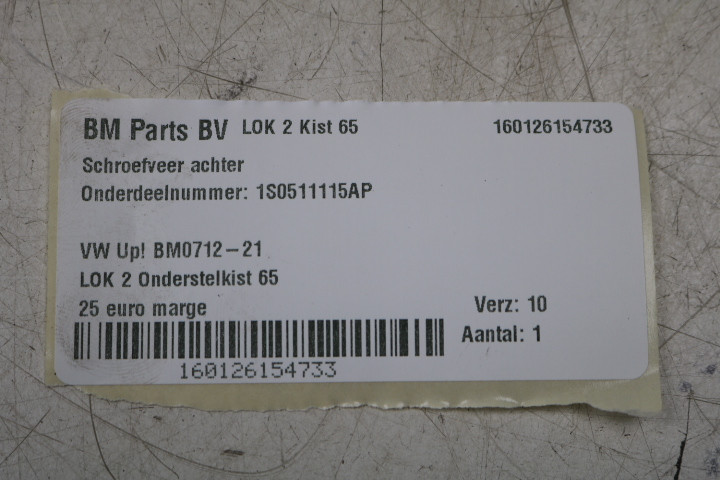 BM Parts BV LOK 2 Kist 65 160126154733
Schroefveer achter
Onderdeelnummer: 1S0511115AP
VW Up! BM0712-21
LOK 2 Onderstelkist 65
25 euro marge Verz: 10
Aantal: 1
160126154733